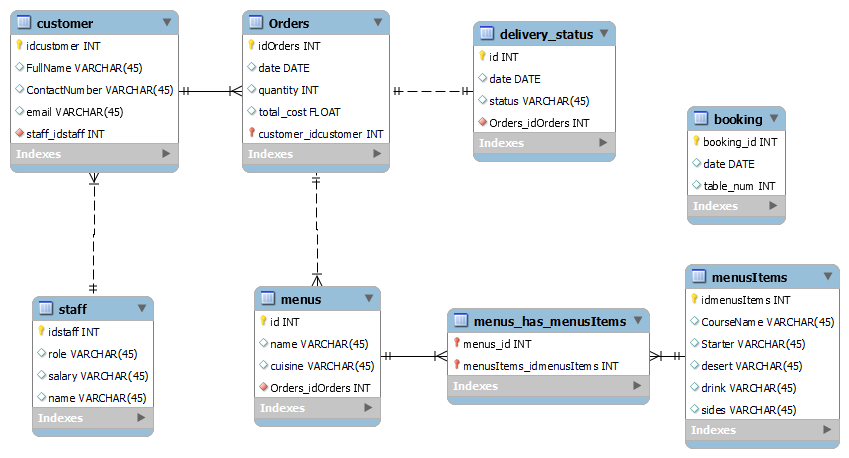 customer
idcustomer INT
FullName VARCHAR(45)
ContactNumber VARCHAR(45)
email VARCHAR(45)
staff_idstaff INT
Indexes
Orders
idOrders INT
date DATE
quantity INT
total_cost FLOAT
customer_idcustomer INT
Indexes
delivery_status
id INT
date DATE
status VARCHAR(45)
Orders_idOrders INT
Indexes
booking
booking_id INT
date DATE
table_num INT
Indexes
staff
idstaff INT
role VARCHAR(45)
salary VARCHAR(45)
name VARCHAR(45)
Indexes
menus
id INT
name VARCHAR(45)
cuisine VARCHAR(45)
Orders_idOrders INT
Indexes
menus_has_menusItems
menus_id INT
menusItems_idmenusItems INT
Indexes
menusItems
idmenusItems INT
CourseName VARCHAR(45)
Starter VARCHAR(45)
desert VARCHAR(45)
drink VARCHAR(45)
sides VARCHAR(45)
Indexes